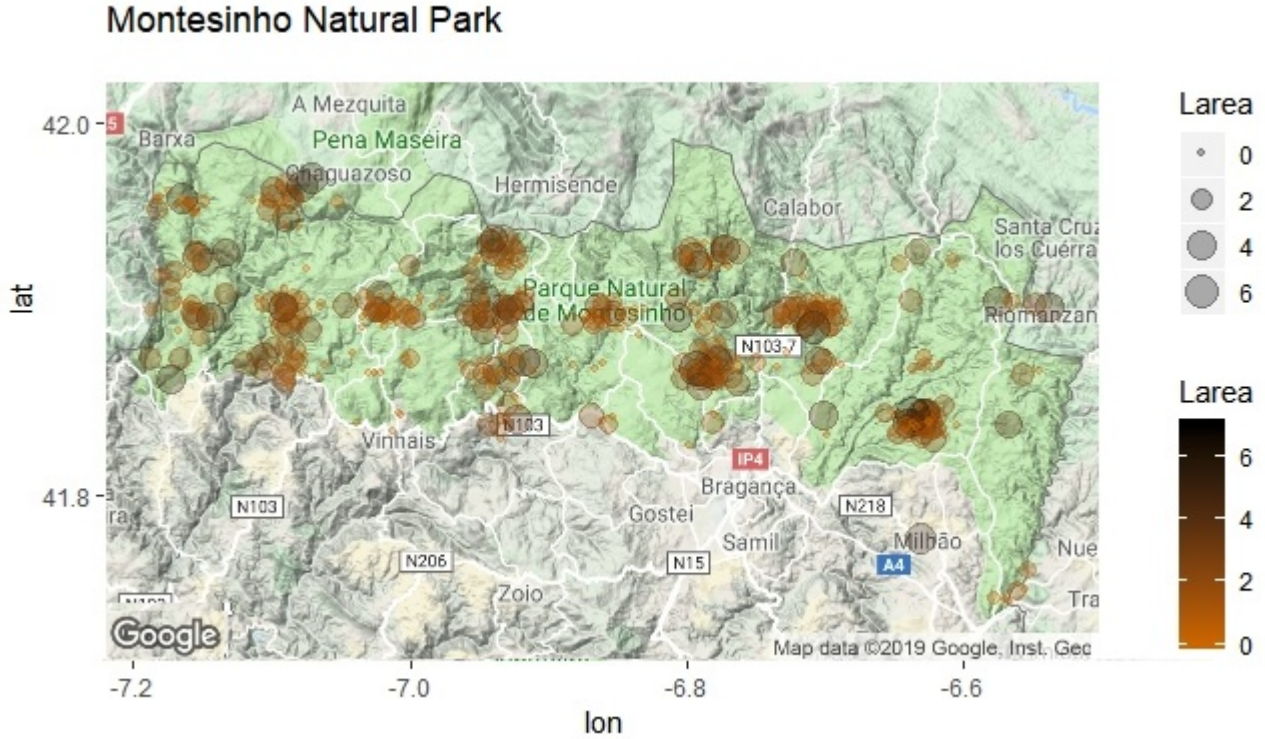 Montesinho Natural Park
A Mezquita
Larea
42.0
5
Barxa
Pena Maseira
0
Chaguazoso
Hermisende
2
Calabor
Santa Cruz
4
los Cuérra
lat
Parque Natural
de Montesinho
6
Riomanzan
N103-7
Larea
N103
Vinhais
6
IP4
41.8
Bragança
N103
N218
ra
Gostei
4
Samil
Milhão
Nue
N206
N15
A4
2
Zoio
Tra
Google
Map data ©2019 Google, Inst. Geo
0
-7.2
-7.0
-6.8
-6.6
lon